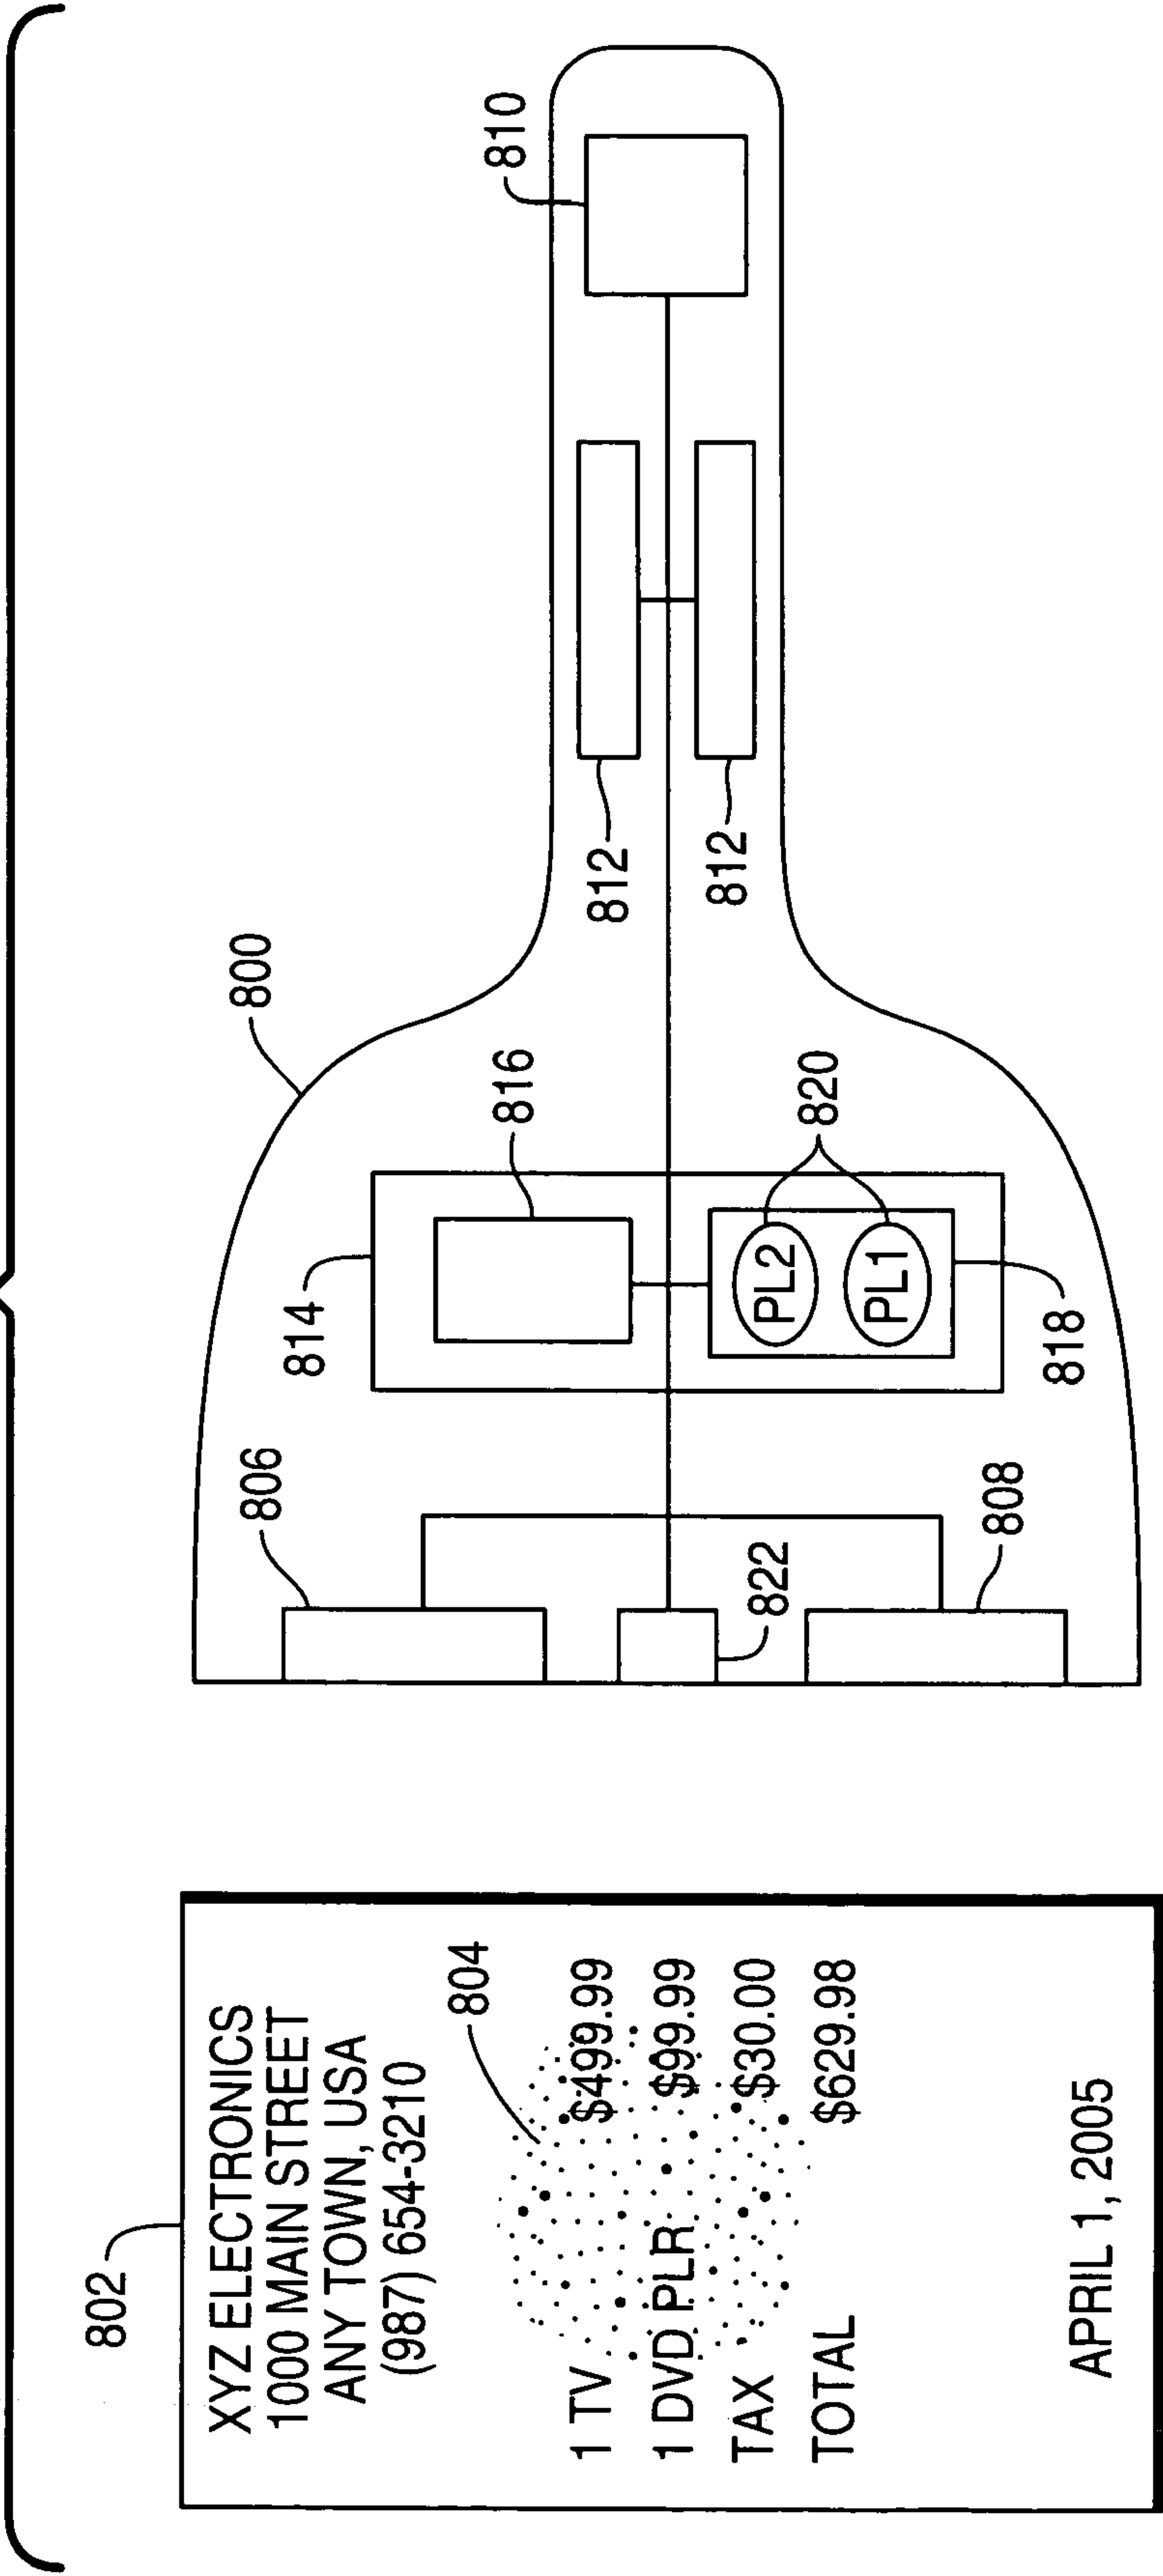 802
XYZ ELECTRONICS
1000 MAIN STREET
ANY TOWN, USA
(987) 654-3210
804
1 TV $499.99
1 DVD PLR $99.99
TAX $30.00
TOTAL $629.98
APRIL 1, 2005
800
806
814
816
810
812
812
822
PL2
PL1
820
808
818